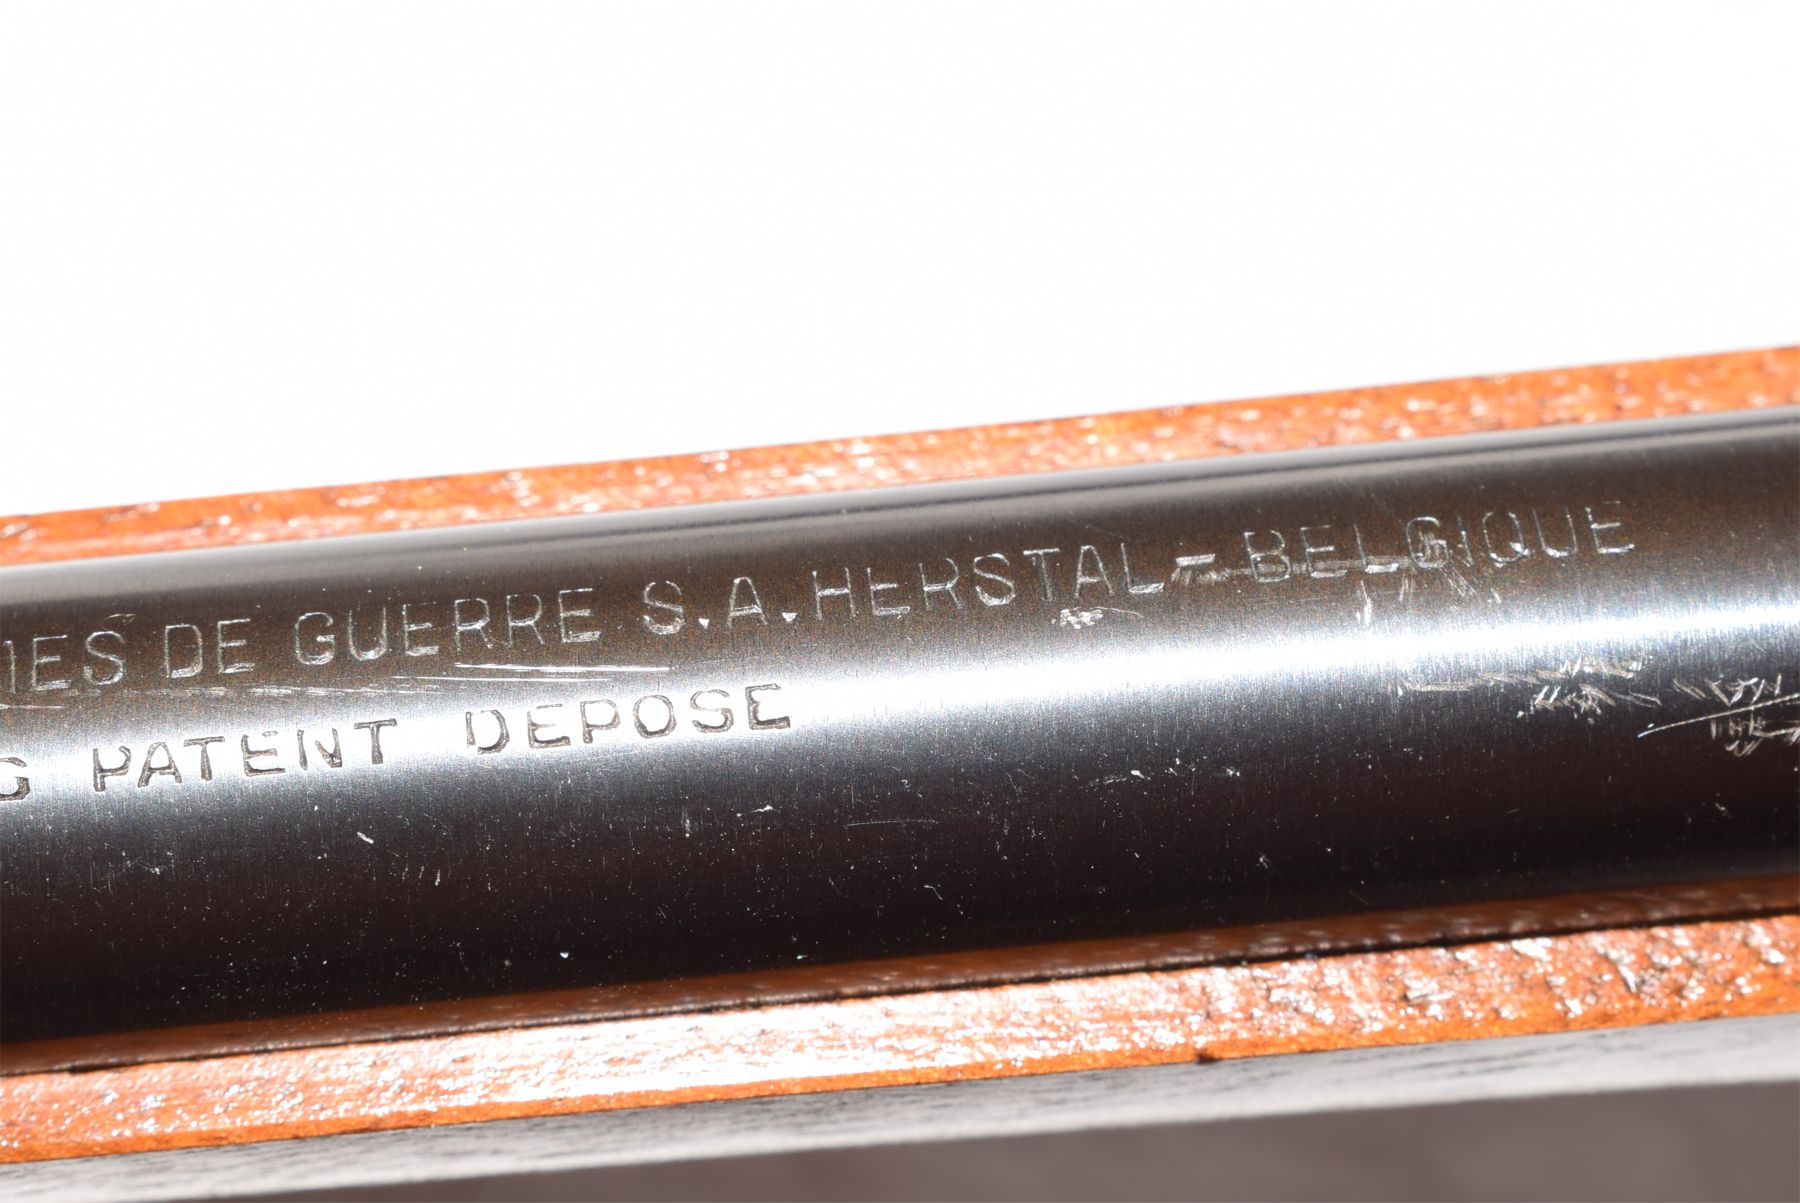 IES DE GUERRE S.A. HERSTAL - BELGIQUE
G PATENT DEPOSE